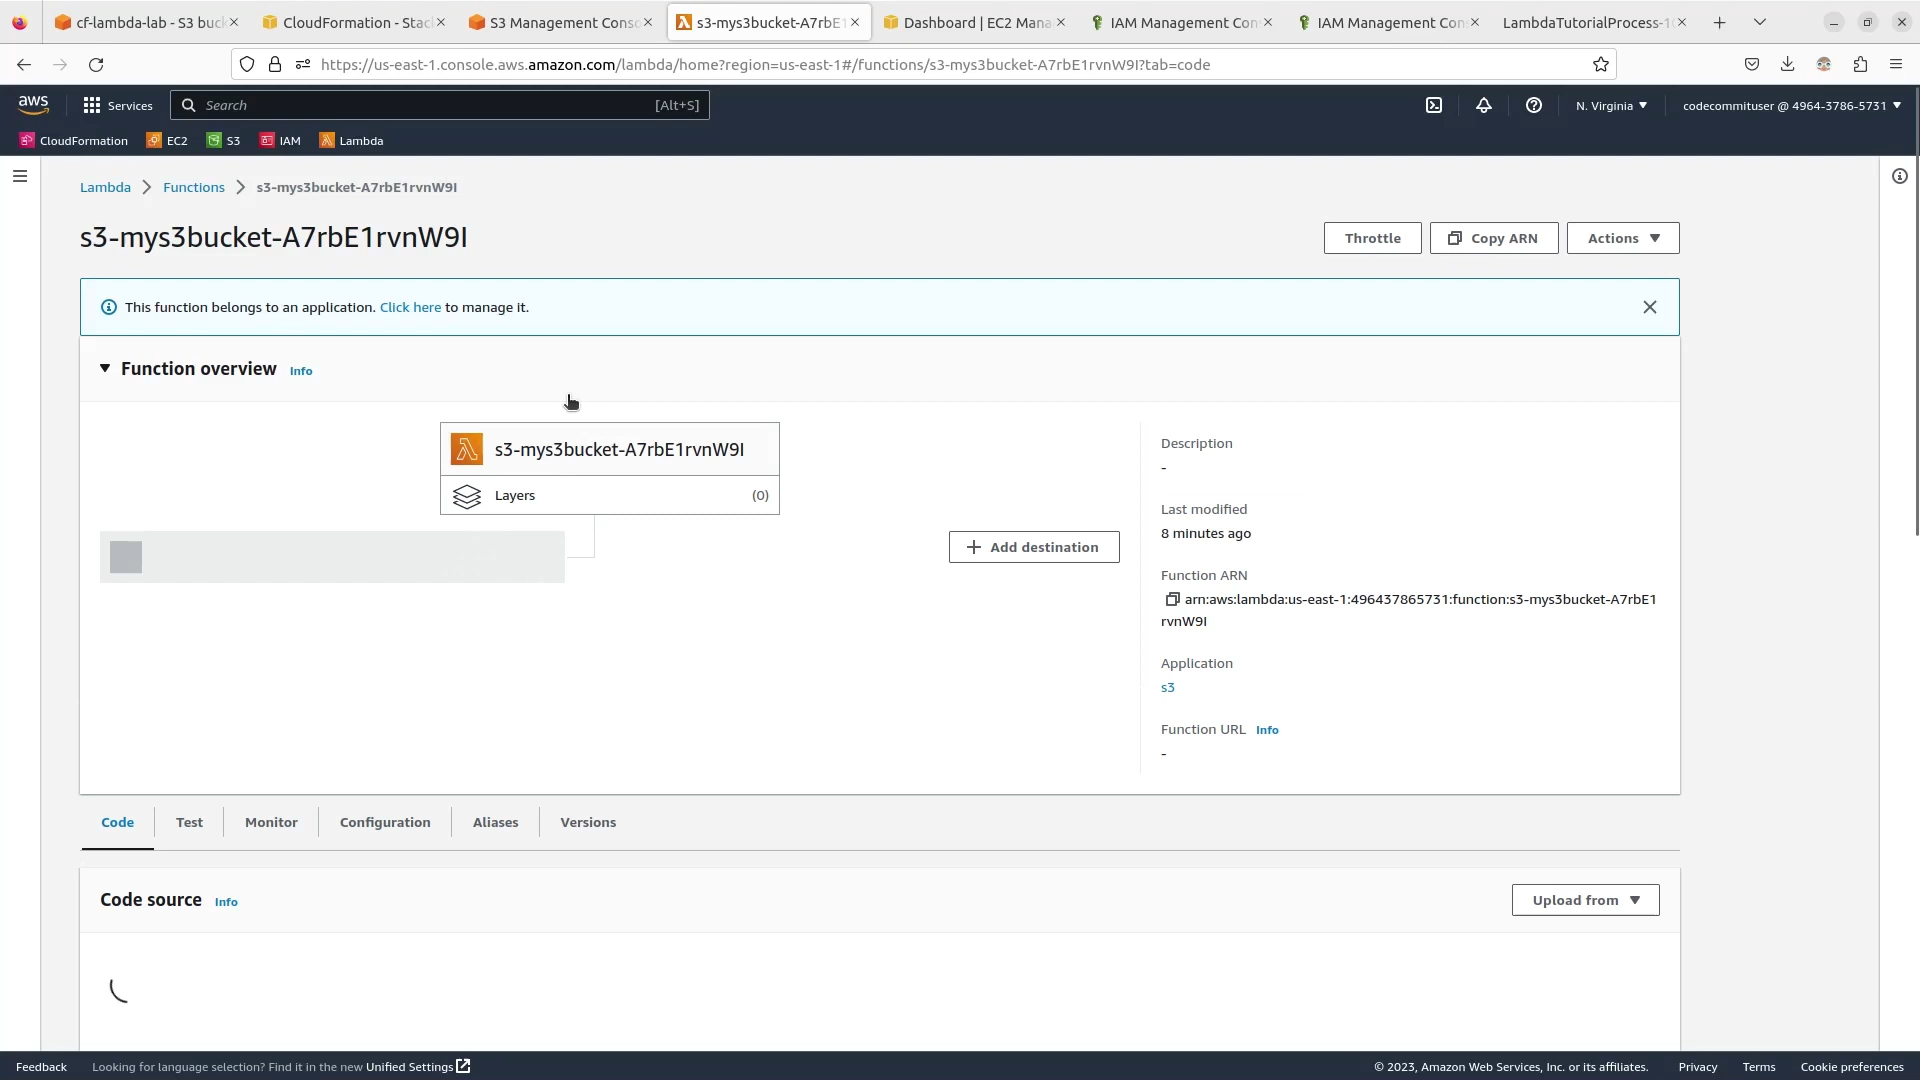 cf-lambda-lab - S3 buck
CloudFormation - Stac
S3 Management Conso
s3-mys3bucket-A7rbE1
Dashboard | EC2 Mana
IAM Management Con
IAM Management Con
LambdaTutorialProcess-1
https://us-east-1.console.aws.amazon.com/lambda/home?region=us-east-1#/functions/s3-mys3bucket-A7rbE1rvnW9I?tab=code
aws
Services
Search
[Alt+S]
N. Virginia
codecommituser @ 4964-3786-5731
CloudFormation
EC2
S3
IAM
Lambda
Lambda
Functions
s3-mys3bucket-A7rbE1rvnW9I
s3-mys3bucket-A7rbE1rvnW9I
Throttle
Copy ARN
Actions
This function belongs to an application. Click here to manage it.
Function overview Info
s3-mys3bucket-A7rbE1rvnW9I
Layers (0)
Add destination
Description
-
Last modified
8 minutes ago
Function ARN
arn:aws:lambda:us-east-1:496437865731:function:s3-mys3bucket-A7rbE1
rvnW9I
Application
s3
Function URL Info
-
Code
Test
Monitor
Configuration
Aliases
Versions
Code source Info
Upload from
Feedback
Looking for language selection? Find it in the new Unified Settings
© 2023, Amazon Web Services, Inc. or its affiliates.
Privacy
Terms
Cookie preferences